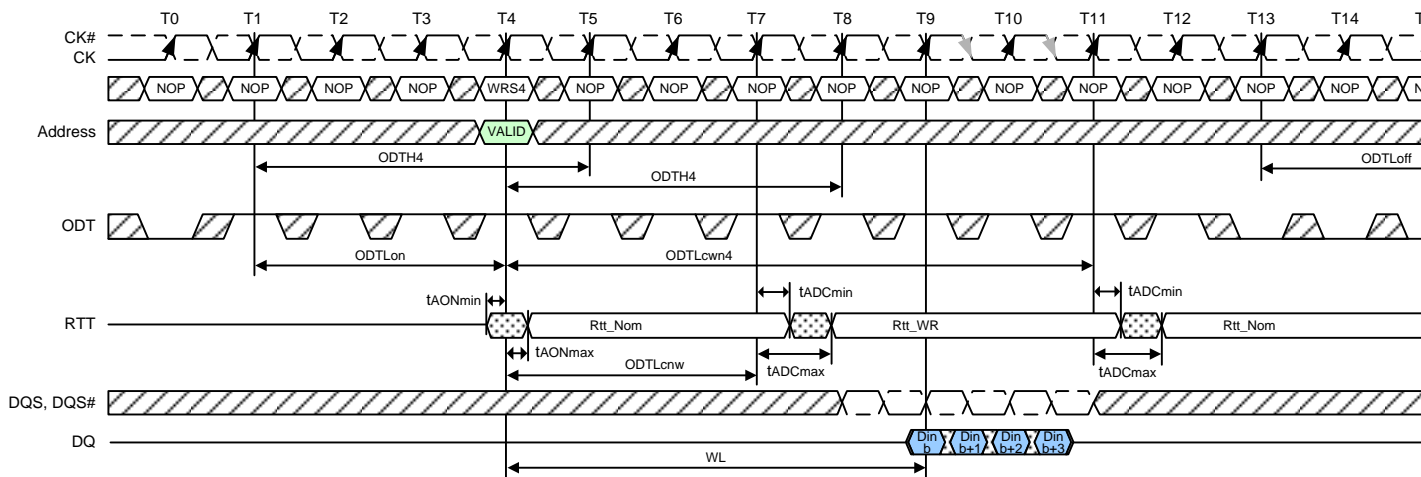 T0 T1 T2 T3 T4 T5 T6 T7 T8 T9 T10 T11 T12 T13 T14
CK#
CK
NOP NOP NOP NOP WRS4 NOP NOP NOP NOP NOP NOP NOP NOP NOP NOP
Address VALID
ODTH4 ODTLoff
ODTH4
ODT
ODTLon ODTLcwn4
tAONmin tADCmin tADCmin
RTT Rtt_Nom Rtt_WR Rtt_Nom
tAONmax
ODTLcnw tADCmax tADCmax
DQS, DQS#
DQ Din b Din b+1 Din b+2 Din b+3
WL